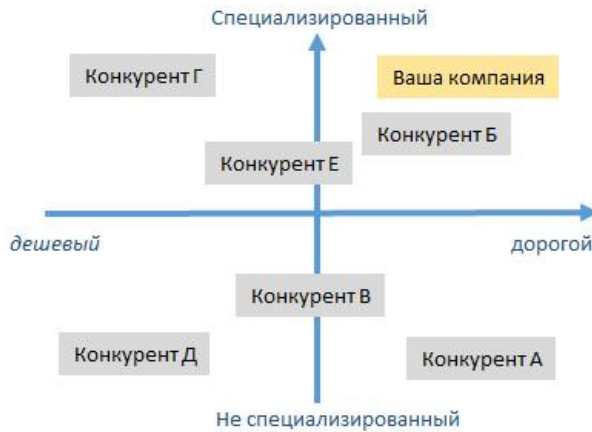 Специализированный
Конкурент Г
Ваша компания
Конкурент Б
Конкурент Е
дешевый
дорогой
Конкурент В
Конкурент Д
Конкурент А
Не специализированный